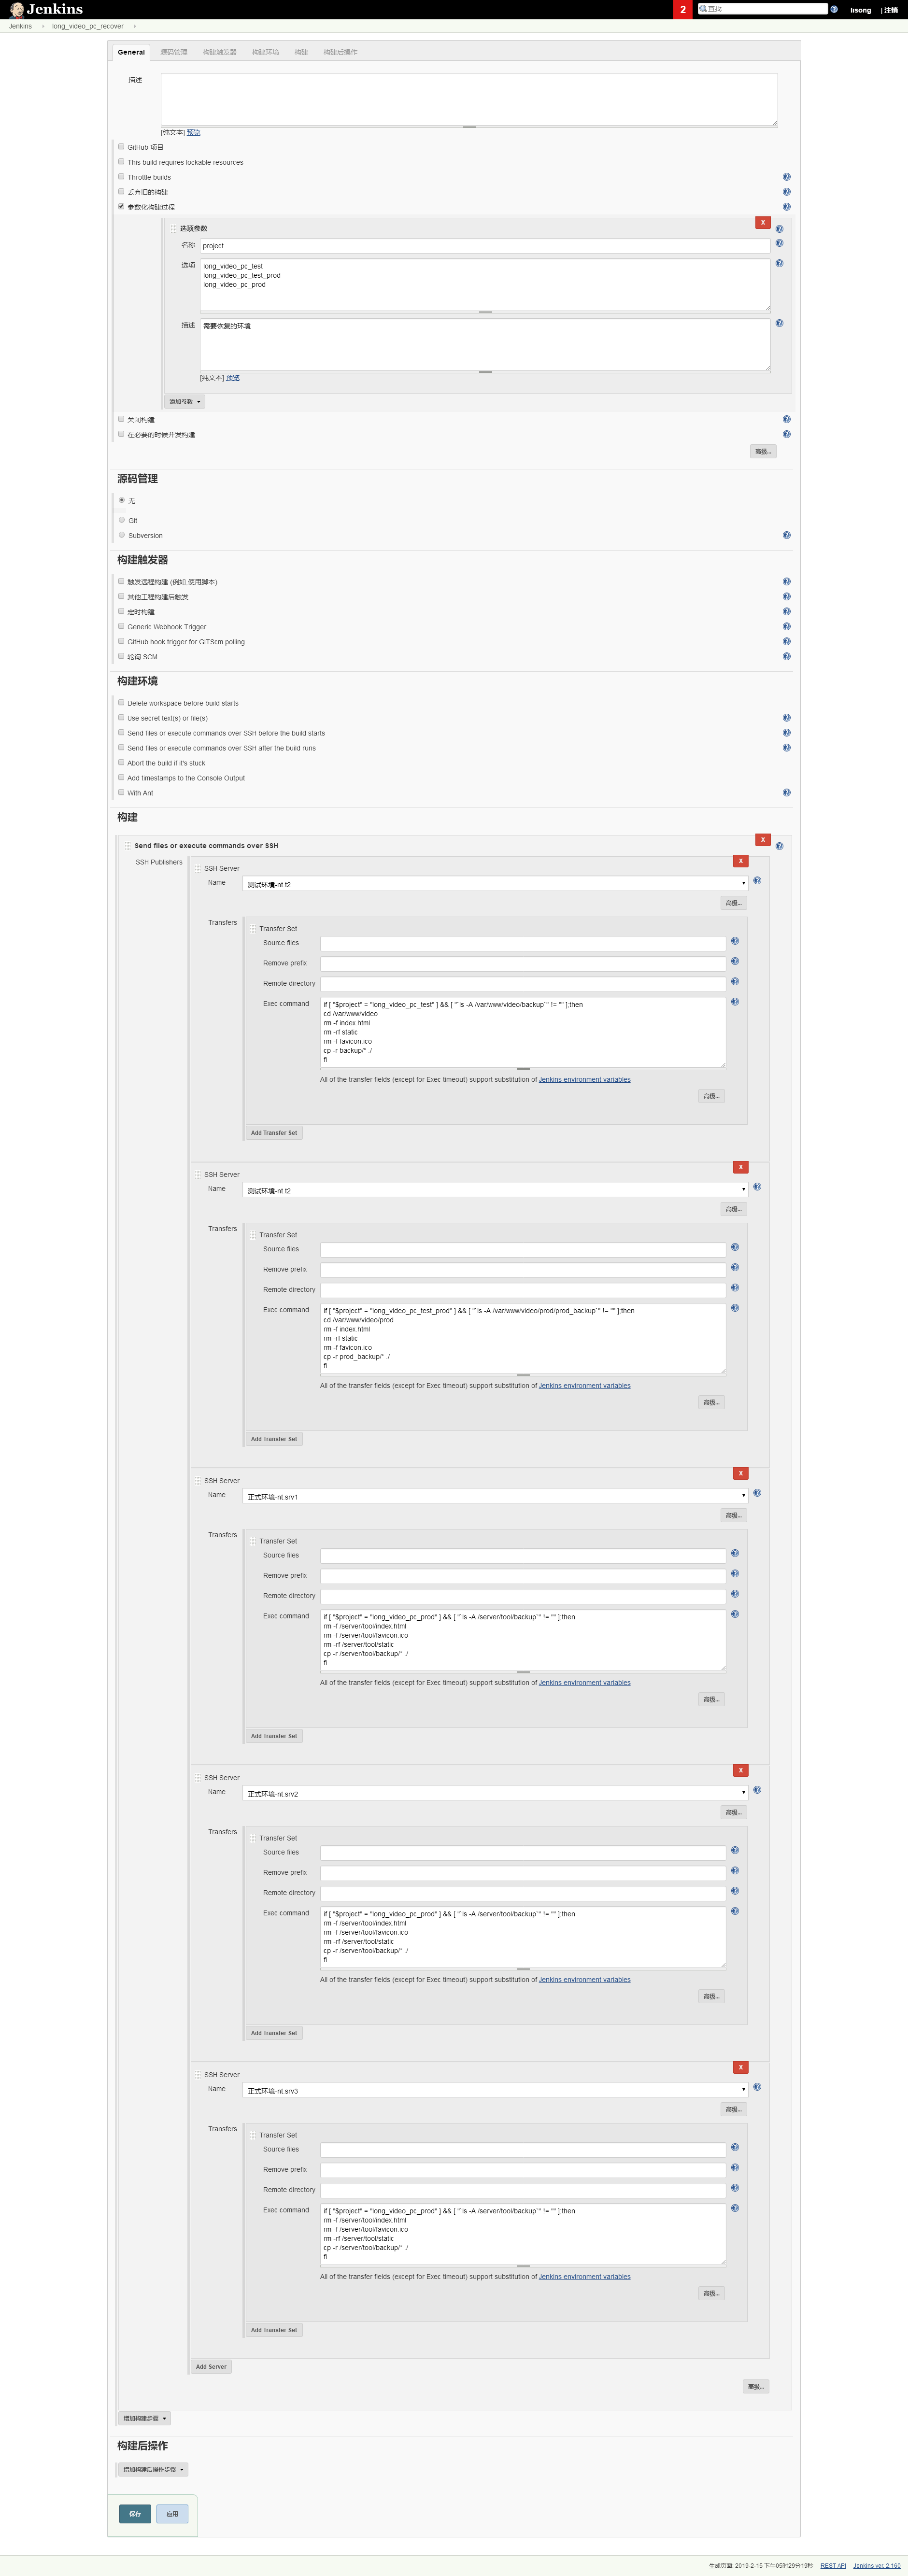 Jenkins
2
查找
lisong
| 注销
Jenkins
long_video_pc_recover
General
源码管理
构建触发器
构建环境
构建
构建后操作
描述
[纯文本] 预览
GitHub 项目
This build requires lockable resources
Throttle builds
丢弃旧的构建
参数化构建过程
X
选项参数
名称
project
选项
long_video_pc_test
long_video_pc_test_prod
long_video_pc_prod
描述
需要恢复的环境
[纯文本] 预览
添加参数
关闭构建
在必要的时候并发构建
高级...
源码管理
无
Git
Subversion
构建触发器
触发远程构建 (例如,使用脚本)
其他工程构建后触发
定时构建
Generic Webhook Trigger
GitHub hook trigger for GITScm polling
轮询 SCM
构建环境
Delete workspace before build starts
Use secret text(s) or file(s)
Send files or execute commands over SSH before the build starts
Send files or execute commands over SSH after the build runs
Abort the build if it's stuck
Add timestamps to the Console Output
With Ant
构建
X
Send files or execute commands over SSH
SSH Publishers
X
SSH Server
Name
测试环境-nt.t2
高级...
Transfers
Transfer Set
Source files
Remove prefix
Remote directory
Exec command
if [ "$project" = "long_video_pc_test" ] && [ "`ls -A /var/www/video/backup`" != "" ];then
cd /var/www/video
rm -f index.html
rm -rf static
rm -f favicon.ico
cp -r backup/* ./
fi
All of the transfer fields (except for Exec timeout) support substitution of Jenkins environment variables
高级...
Add Transfer Set
X
SSH Server
Name
测试环境-nt.t2
高级...
Transfers
Transfer Set
Source files
Remove prefix
Remote directory
Exec command
if [ "$project" = "long_video_pc_test_prod" ] && [ "`ls -A /var/www/video/prod/prod_backup`" != "" ];then
cd /var/www/video/prod
rm -f index.html
rm -rf static
rm -f favicon.ico
cp -r prod_backup/* ./
fi
All of the transfer fields (except for Exec timeout) support substitution of Jenkins environment variables
高级...
Add Transfer Set
X
SSH Server
Name
正式环境-nt.srv1
高级...
Transfers
Transfer Set
Source files
Remove prefix
Remote directory
Exec command
if [ "$project" = "long_video_pc_prod" ] && [ "`ls -A /server/tool/backup`" != "" ];then
rm -f /server/tool/index.html
rm -f /server/tool/favicon.ico
rm -rf /server/tool/static
cp -r /server/tool/backup/* ./
fi
All of the transfer fields (except for Exec timeout) support substitution of Jenkins environment variables
高级...
Add Transfer Set
X
SSH Server
Name
正式环境-nt.srv2
高级...
Transfers
Transfer Set
Source files
Remove prefix
Remote directory
Exec command
if [ "$project" = "long_video_pc_prod" ] && [ "`ls -A /server/tool/backup`" != "" ];then
rm -f /server/tool/index.html
rm -f /server/tool/favicon.ico
rm -rf /server/tool/static
cp -r /server/tool/backup/* ./
fi
All of the transfer fields (except for Exec timeout) support substitution of Jenkins environment variables
高级...
Add Transfer Set
X
SSH Server
Name
正式环境-nt.srv3
高级...
Transfers
Transfer Set
Source files
Remove prefix
Remote directory
Exec command
if [ "$project" = "long_video_pc_prod" ] && [ "`ls -A /server/tool/backup`" != "" ];then
rm -f /server/tool/index.html
rm -f /server/tool/favicon.ico
rm -rf /server/tool/static
cp -r /server/tool/backup/* ./
fi
All of the transfer fields (except for Exec timeout) support substitution of Jenkins environment variables
高级...
Add Transfer Set
Add Server
高级...
增加构建步骤
构建后操作
增加构建后操作步骤
保存
应用
生成页面: 2019-2-15 下午05时29分19秒
REST API
Jenkins ver. 2.160